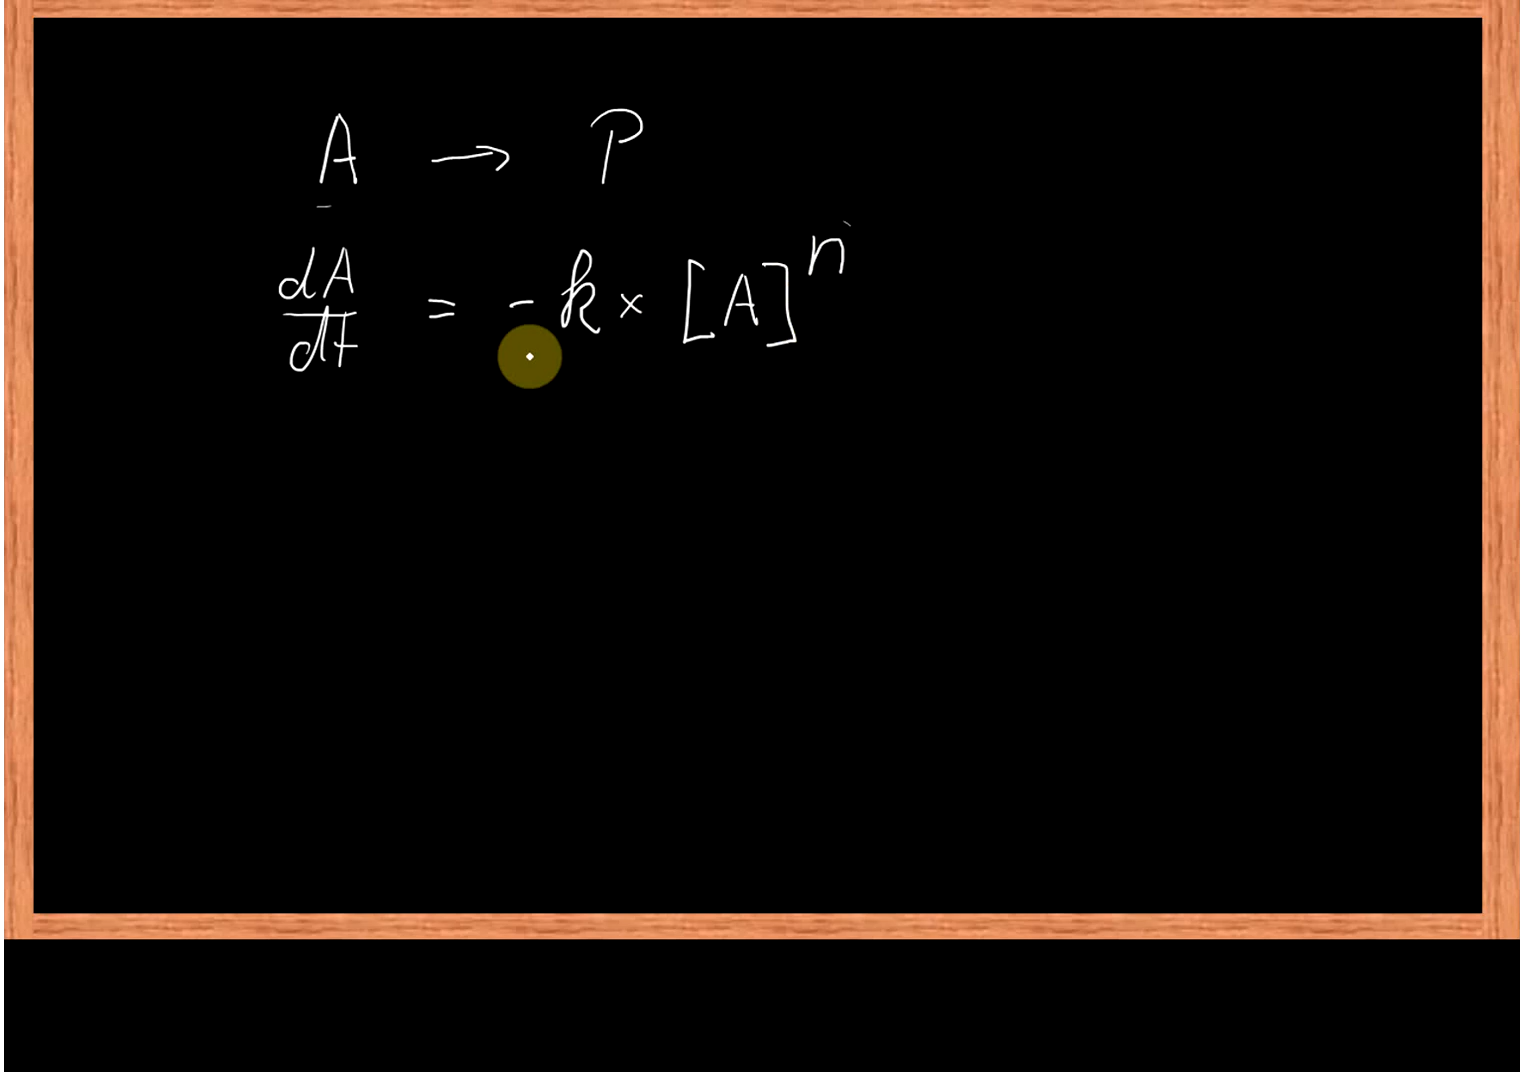 A → P
dA/dt = - k × [A]^n